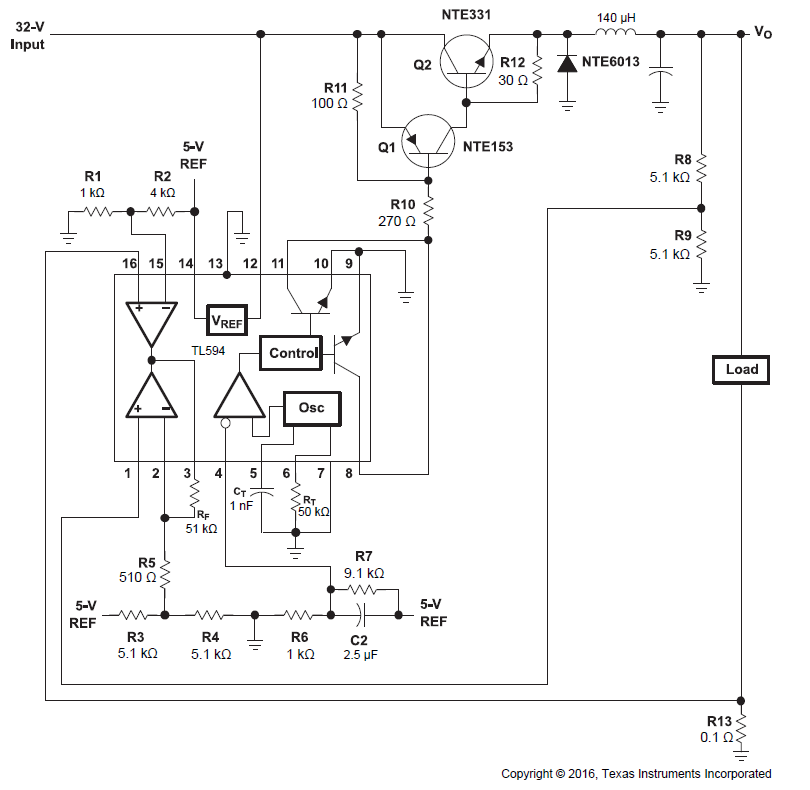 NTE331
32-V
Input
140 µH
VO
Q2
R12
30 Ω
NTE6013
R11
100 Ω
Q1
NTE153
5-V
REF
R1
1 kΩ
R2
4 kΩ
R8
5.1 kΩ
R10
270 Ω
R9
5.1 kΩ
16 15 14 13 12 11 10 9
+ −
VREF
TL594
Control
Load
+ −
Osc
1 2 3 4 5 6 7 8
CT
1 nF
RT
50 kΩ
RF
51 kΩ
R5
510 Ω
R7
9.1 kΩ
5-V
REF
5-V
REF
R3
5.1 kΩ
R4
5.1 kΩ
R6
1 kΩ
C2
2.5 µF
R13
0.1 Ω
Copyright © 2016, Texas Instruments Incorporated